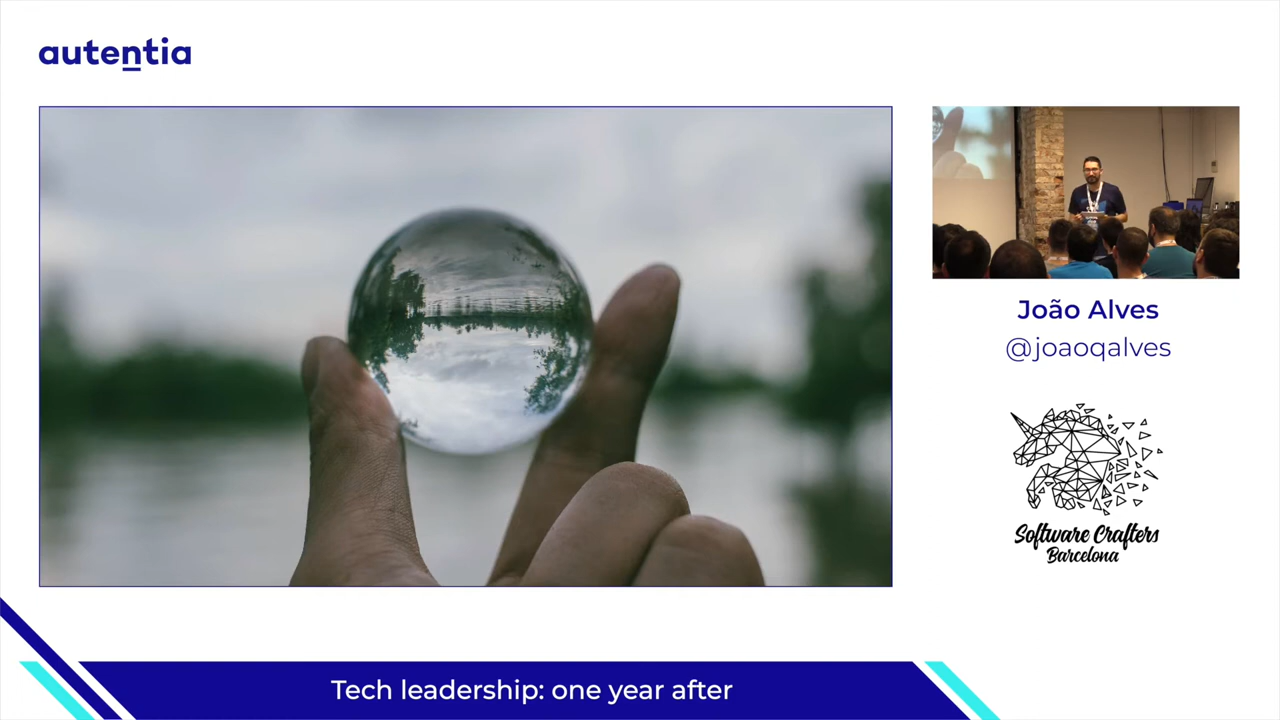 autentia
João Alves
@joaoqalves
Software Crafters
Barcelona
Tech leadership: one year after